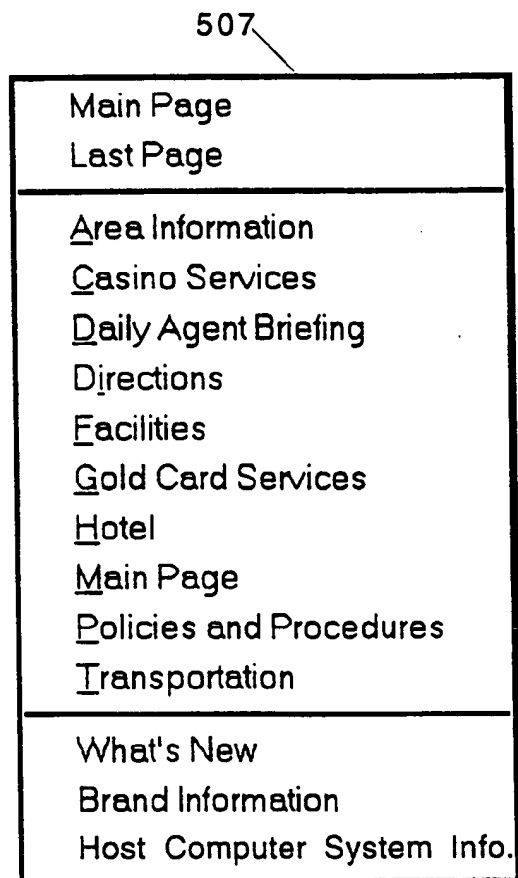 507
Main Page
Last Page
Area Information
Casino Services
Daily Agent Briefing
Directions
Facilities
Gold Card Services
Hotel
Main Page
Policies and Procedures
Transportation
What's New
Brand Information
Host Computer System Info.